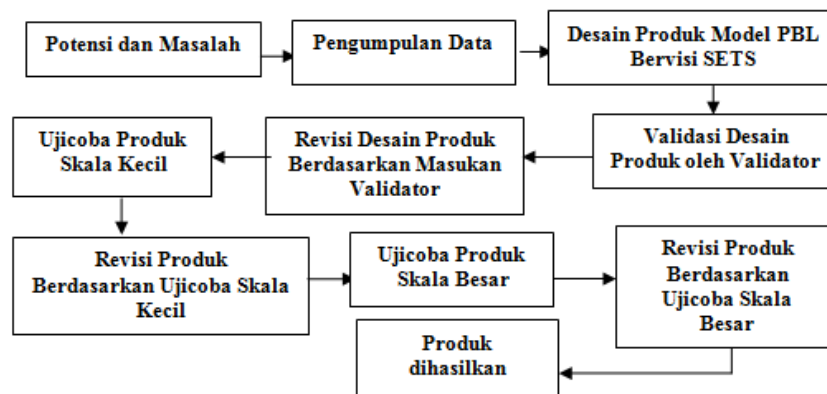 Potensi dan Masalah
Pengumpulan Data
Desain Produk Model PBL
Bervisi SETS
Validasi Desain
Produk oleh Validator
Revisi Desain Produk
Berdasarkan Masukan
Validator
Ujicoba Produk
Skala Kecil
Revisi Produk
Berdasarkan Ujicoba Skala
Kecil
Ujicoba Produk
Skala Besar
Revisi Produk
Berdasarkan
Ujicoba Skala
Besar
Produk
dihasilkan